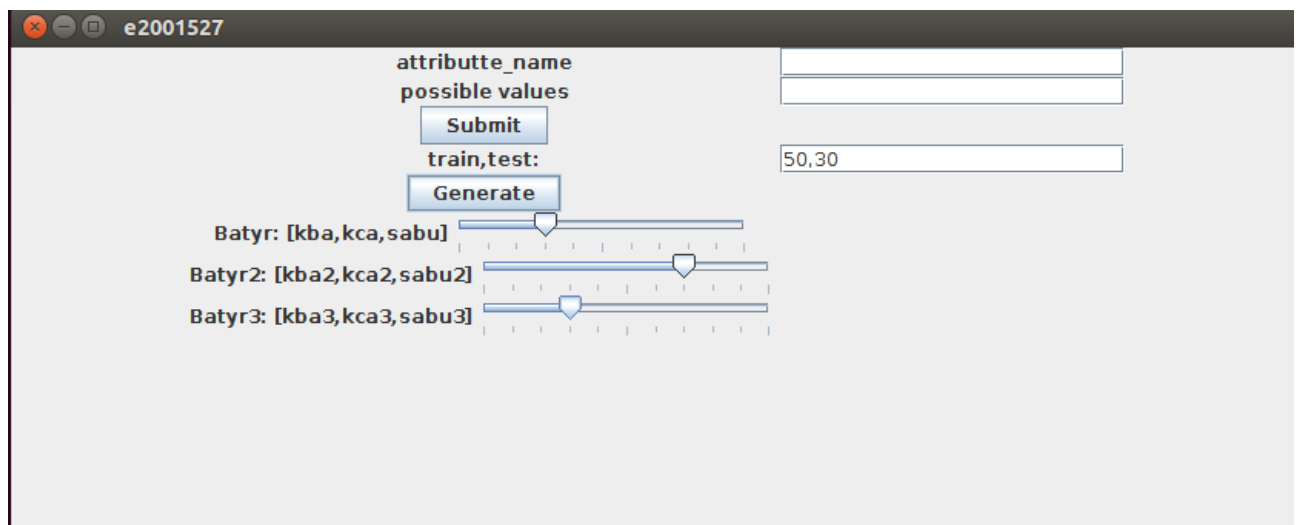 e2001527
attributte_name
possible values
Submit
train,test: 50,30
Generate
Batyr: [kba,kca,sabu]
Batyr2: [kba2,kca2,sabu2]
Batyr3: [kba3,kca3,sabu3]